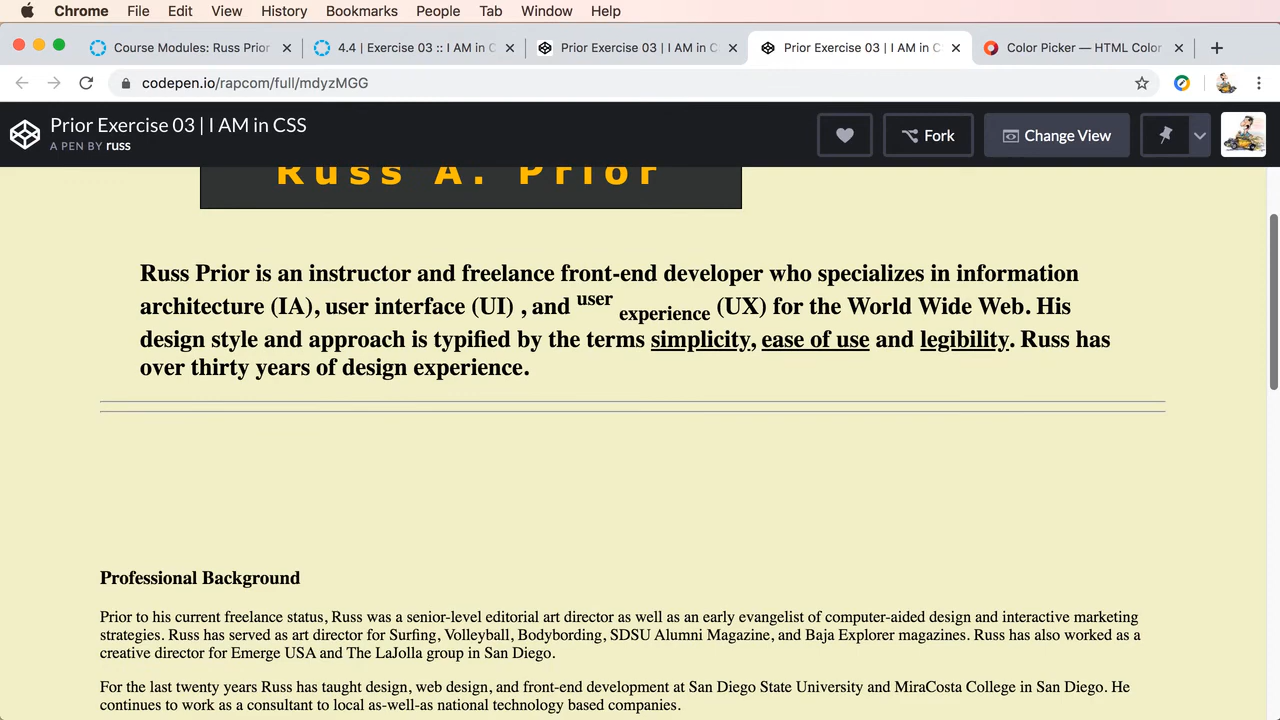 Chrome File Edit View History Bookmarks People Tab Window Help
Course Modules: Russ Prior 4.4 | Exercise 03 :: I AM in C Prior Exercise 03 | I AM in C Prior Exercise 03 | I AM in C Color Picker — HTML Color
codepen.io/rapcom/full/mdyzMGG
Prior Exercise 03 | I AM in CSS
A PEN BY russ
Fork Change View
Russ A. Prior
Russ Prior is an instructor and freelance front-end developer who specializes in information
architecture (IA), user interface (UI) , and user experience (UX) for the World Wide Web. His
design style and approach is typified by the terms simplicity, ease of use and legibility. Russ has
over thirty years of design experience.
Professional Background
Prior to his current freelance status, Russ was a senior-level editorial art director as well as an early evangelist of computer-aided design and interactive marketing
strategies. Russ has served as art director for Surfing, Volleyball, Bodybording, SDSU Alumni Magazine, and Baja Explorer magazines. Russ has also worked as a
creative director for Emerge USA and The LaJolla group in San Diego.
For the last twenty years Russ has taught design, web design, and front-end development at San Diego State University and MiraCosta College in San Diego. He
continues to work as a consultant to local as-well-as national technology based companies.